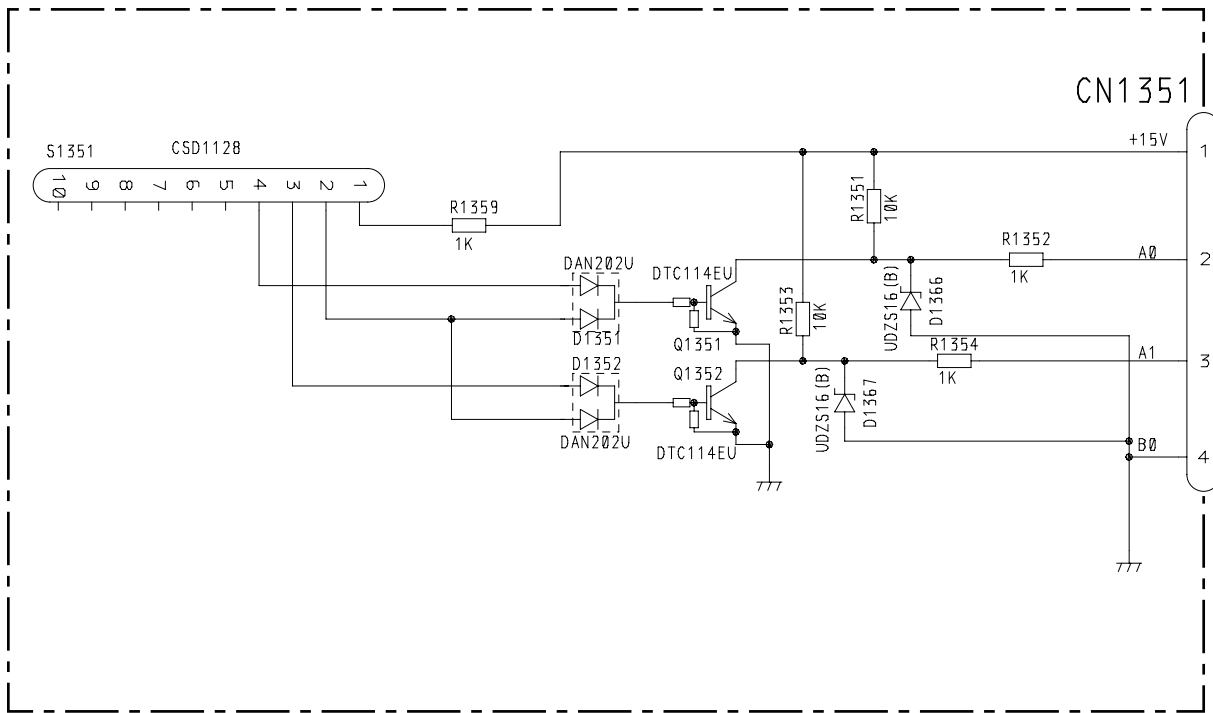 CN1351
S1351 CSD1128
10 9 8 7 6 5 4 3 2 1
+15V 1
R1351
10K
R1359
1K
R1352
1K
A0 2
DAN202U
D1351
DTC114EU
Q1351
R1353
10K
UDZS16(B)
D1366
R1354
1K
A1 3
D1352
DAN202U
Q1352
DTC114EU
UDZS16(B)
D1367
B0 4